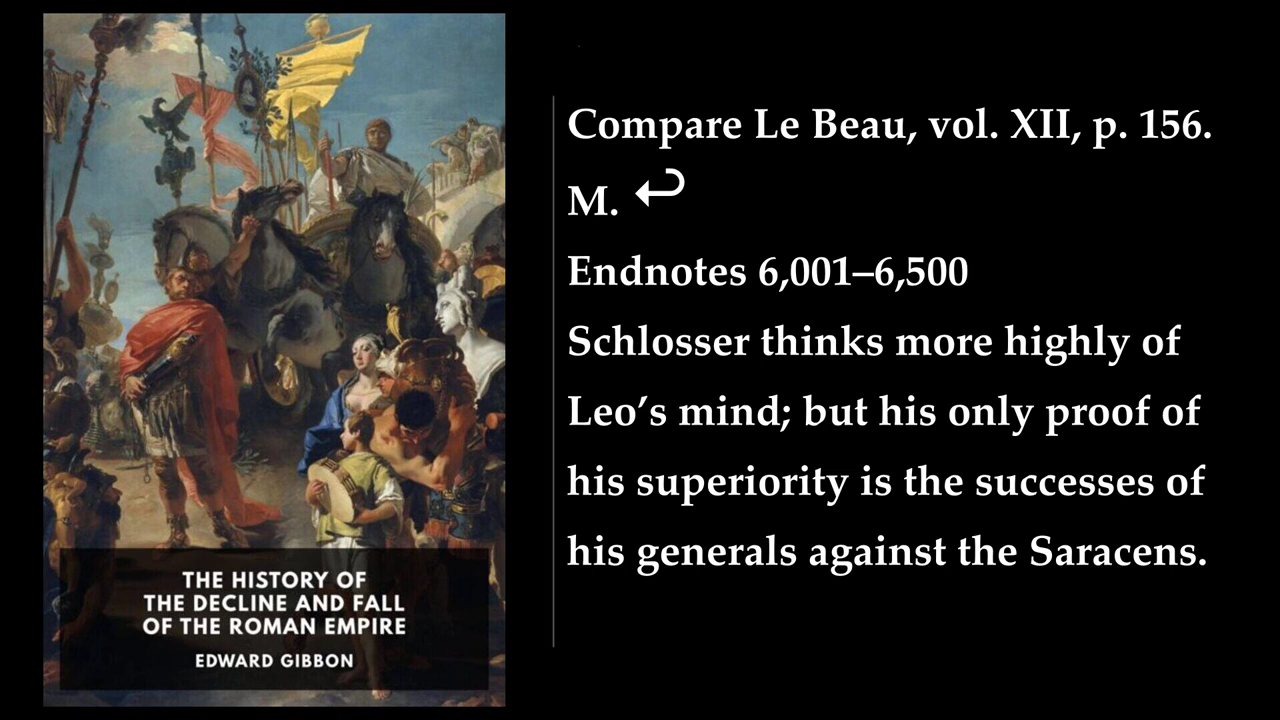 THE HISTORY OF
THE DECLINE AND FALL
OF THE ROMAN EMPIRE
EDWARD GIBBON
Compare Le Beau, vol. XII, p. 156.
M. ↩
Endnotes 6,001–6,500
Schlosser thinks more highly of
Leo’s mind; but his only proof of
his superiority is the successes of
his generals against the Saracens.